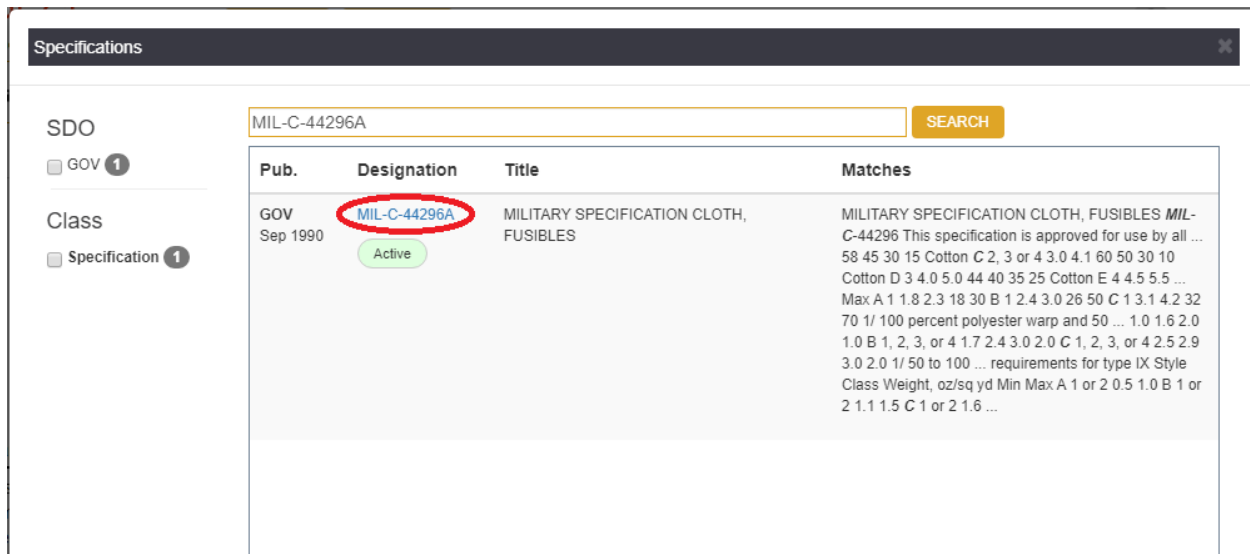 Specifications
SDO
GOV 1
Class
Specification 1
MIL-C-44296A
SEARCH
Pub. Designation Title Matches
GOV
Sep 1990
MIL-C-44296A
Active
MILITARY SPECIFICATION CLOTH,
FUSIBLES
MILITARY SPECIFICATION CLOTH, FUSIBLES MIL-
C-44296 This specification is approved for use by all ...
58 45 30 15 Cotton C 2, 3 or 4 3.0 4.1 60 50 30 10
Cotton D 3 4.0 5.0 44 40 35 25 Cotton E 4 4.5 5.5 ...
Max A 1 1.8 2.3 18 30 B 1 2.4 3.0 26 50 C 1 3.1 4.2 32
70 1/ 100 percent polyester warp and 50 ... 1.0 1.6 2.0
1.0 B 1, 2, 3, or 4 1.7 2.4 3.0 2.0 C 1, 2, 3, or 4 2.5 2.9
3.0 2.0 1/ 50 to 100 ... requirements for type IX Style
Class Weight, oz/sq yd Min Max A 1 or 2 0.5 1.0 B 1 or
2 1.1 1.5 C 1 or 2 1.6 ...